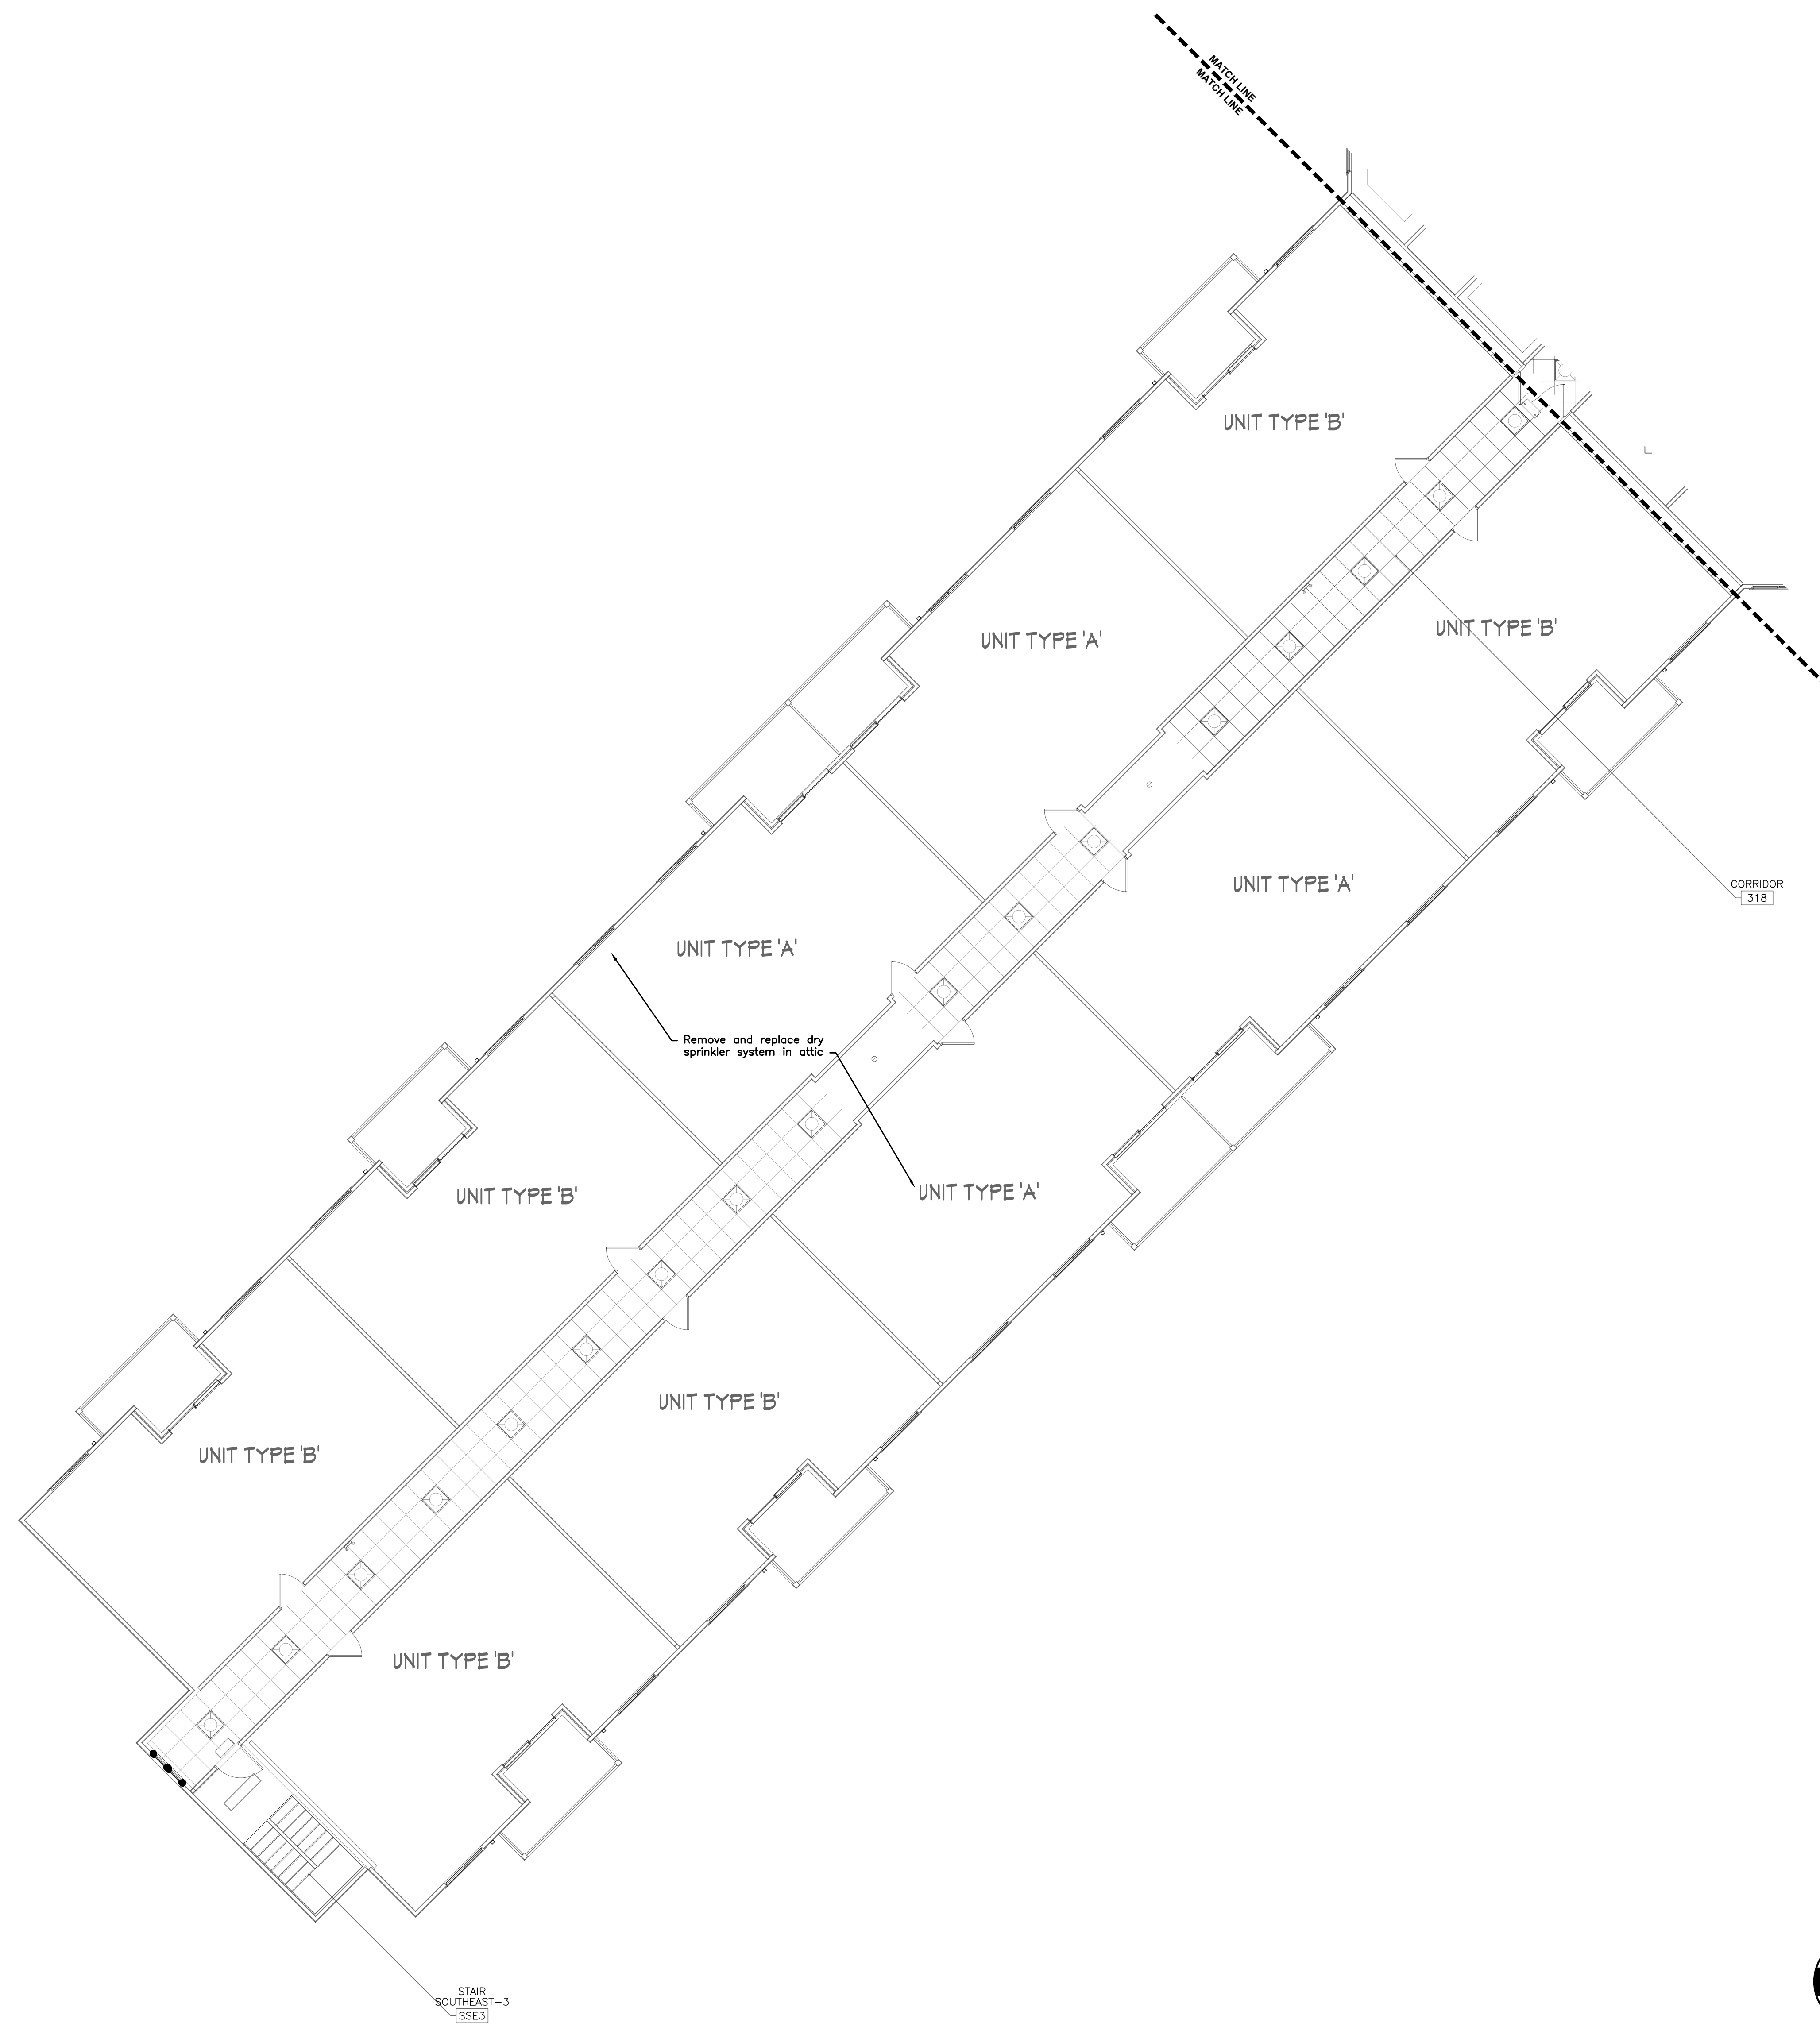 MATCH LINE
MATCH LINE
UNIT TYPE 'B'
UNIT TYPE 'B'
UNIT TYPE 'A'
UNIT TYPE 'A'
CORRIDOR
318
UNIT TYPE 'A'
Remove and replace dry
sprinkler system in attic
UNIT TYPE 'B'
UNIT TYPE 'A'
UNIT TYPE 'B'
UNIT TYPE 'B'
UNIT TYPE 'B'
STAIR
SOUTHEAST-3
SSE3